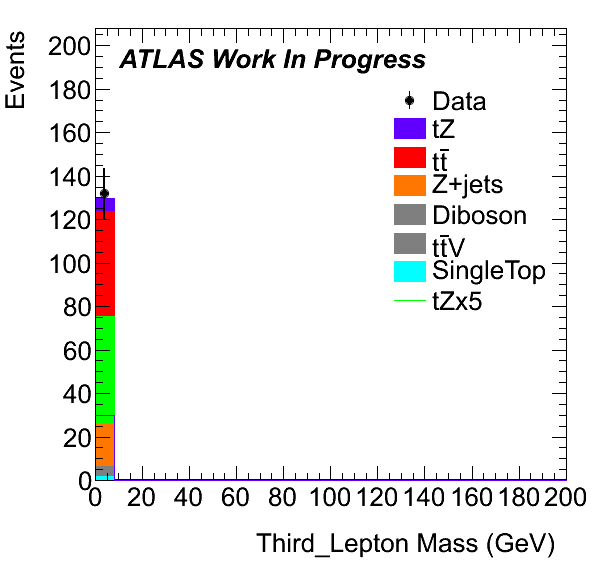 Events
200
180
160
140
120
100
80
60
40
20
0
ATLAS Work In Progress
Data
tZ
tt̄
Z+jets
Diboson
tt̄V
SingleTop
tZx5
0 20 40 60 80 100 120 140 160 180 200
Third_Lepton Mass (GeV)